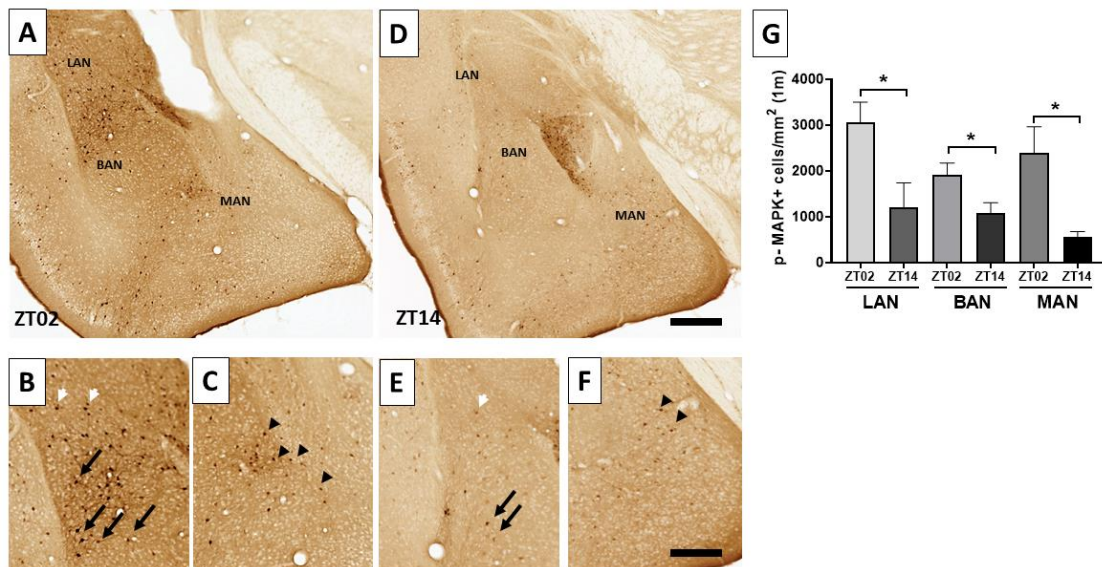 A
LAN
BAN
MAN
ZT02
D
LAN
BAN
MAN
ZT14
G
p- MAPK+ cells/mm² (1m)
4000
3000
2000
1000
0
*
*
*
ZT02 ZT14 ZT02 ZT14 ZT02 ZT14
LAN BAN MAN
B
C
E
F